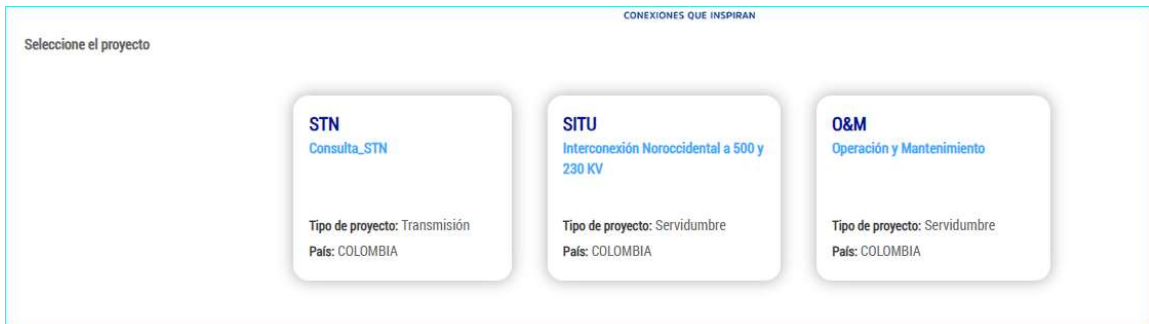 CONEXIONES QUE INSPIRAN
Seleccione el proyecto
STN
Consulta_STN
Tipo de proyecto: Transmisión
País: COLOMBIA
SITU
Interconexión Noroccidental a 500 y
230 KV
Tipo de proyecto: Servidumbre
País: COLOMBIA
O&M
Operación y Mantenimiento
Tipo de proyecto: Servidumbre
País: COLOMBIA